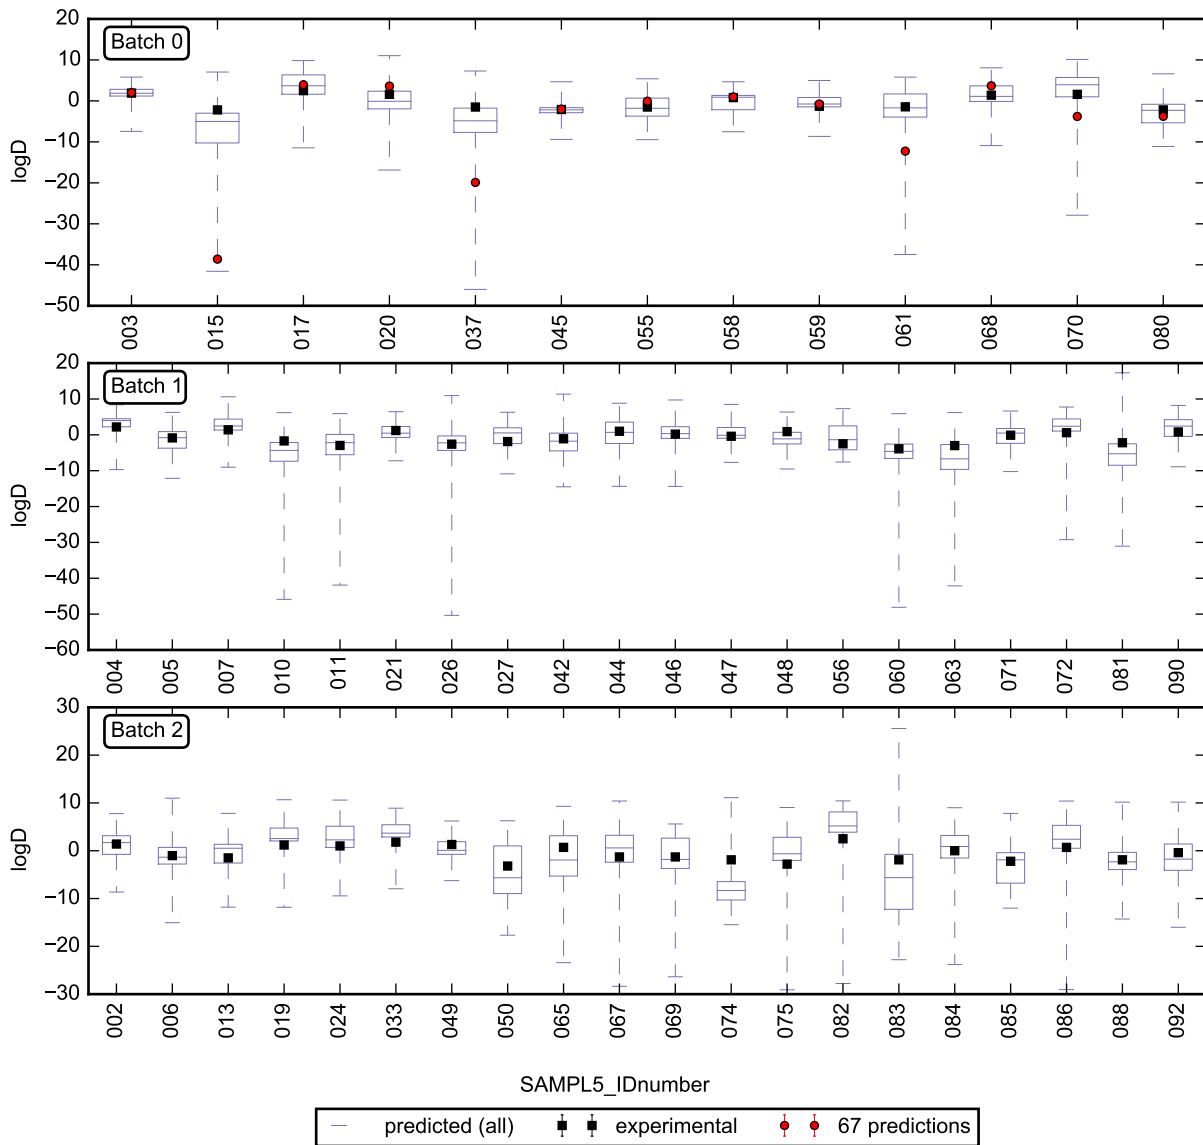 Batch 0
20
10
0
−10
−20
−30
−40
−50
logD
003 015 017 020 037 045 055 058 059 061 068 070 080
Batch 1
20
10
0
−10
−20
−30
−40
−50
−60
logD
004 005 007 010 011 021 026 027 042 044 046 047 048 056 060 063 071 072 081 090
Batch 2
30
20
10
0
−10
−20
−30
logD
002 006 013 019 024 033 049 050 065 067 069 074 075 082 083 084 085 086 088 092
SAMPL5_IDnumber
predicted (all) experimental 67 predictions